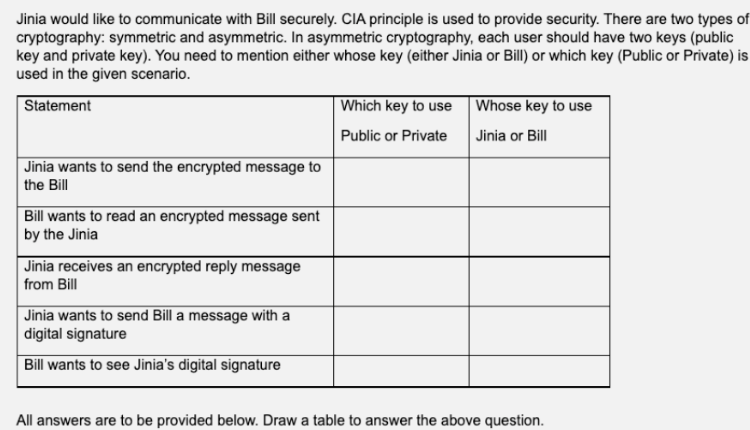 Jinia would like to communicate with Bill securely. CIA principle is used to provide security. There are two types of
cryptography: symmetric and asymmetric. In asymmetric cryptography, each user should have two keys (public
key and private key). You need to mention either whose key (either Jinia or Bill) or which key (Public or Private) is
used in the given scenario.
Statement
Which key to use
Public or Private
Whose key to use
Jinia or Bill
Jinia wants to send the encrypted message to
the Bill
Bill wants to read an encrypted message sent
by the Jinia
Jinia receives an encrypted reply message
from Bill
Jinia wants to send Bill a message with a
digital signature
Bill wants to see Jinia's digital signature
All answers are to be provided below. Draw a table to answer the above question.